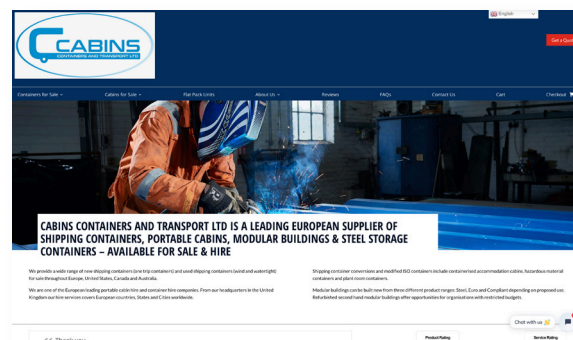 English
CABINS
CONTAINERS AND TRANSPORT LTD
Get a Quot
Containers for Sale
Cabins for Sale
Flat Pack Units
About Us
Reviews
FAQs
Contact Us
Cart
Checkout
CABINS CONTAINERS AND TRANSPORT LTD IS A LEADING EUROPEAN SUPPLIER OF
SHIPPING CONTAINERS, PORTABLE CABINS, MODULAR BUILDINGS & STEEL STORAGE
CONTAINERS – AVAILABLE FOR SALE & HIRE
We provide a wide range of new shipping containers (one trip containers) and used shipping containers (wind and watertight)
for sale throughout Europe, United States, Canada and Australia.
We are one of the European leading portable cabin hire and container hire companies. From our headquarters in the United
Kingdom our hire services covers European countries, States and Cities worldwide.
Shipping container conversions and modified ISO containers include containerised accommodation cabins, hazardous material
containers and plant room containers.
Modular buildings can be built new from three different product ranges: Steel, Euro and Compliant depending on proposed use.
Refurbished second hand modular buildings offer opportunities for organisations with restricted budgets.
Chat with us
Product Rating
Service Rating